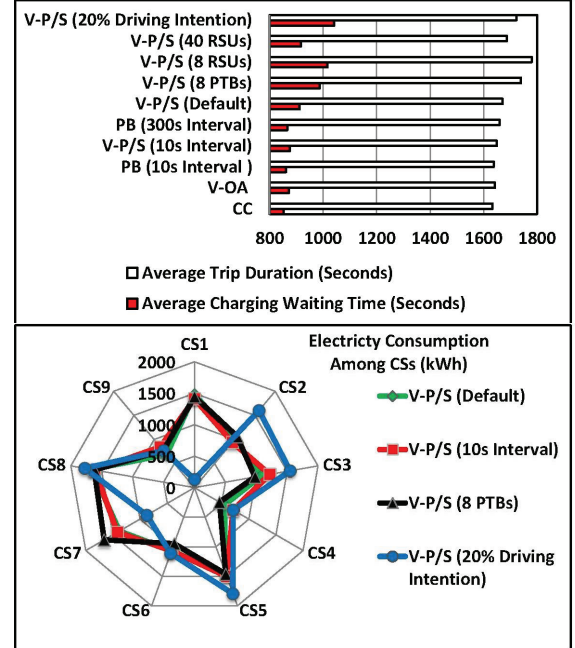 V-P/S (20% Driving Intention)
V-P/S (40 RSUs)
V-P/S (8 RSUs)
V-P/S (8 PTBs)
V-P/S (Default)
PB (300s Interval)
V-P/S (10s Interval)
PB (10s Interval )
V-OA
CC
800 1000 1200 1400 1600 1800
Average Trip Duration (Seconds)
Average Charging Waiting Time (Seconds)
Electricty Consumption
Among CSs (kWh)
CS1
CS2
CS3
CS4
CS5
CS6
CS7
CS8
CS9
2000
1500
1000
500
0
V-P/S (Default)
V-P/S (10s Interval)
V-P/S (8 PTBs)
V-P/S (20% Driving
Intention)